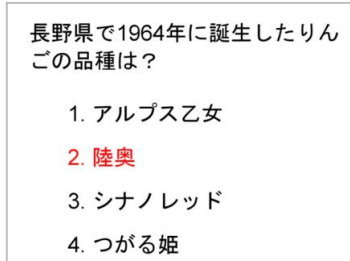 長野県で1964年に誕生したりん
ごの品種は？
1. アルプス乙女
2. 陸奥
3. シナノレッド
4. つがる姫